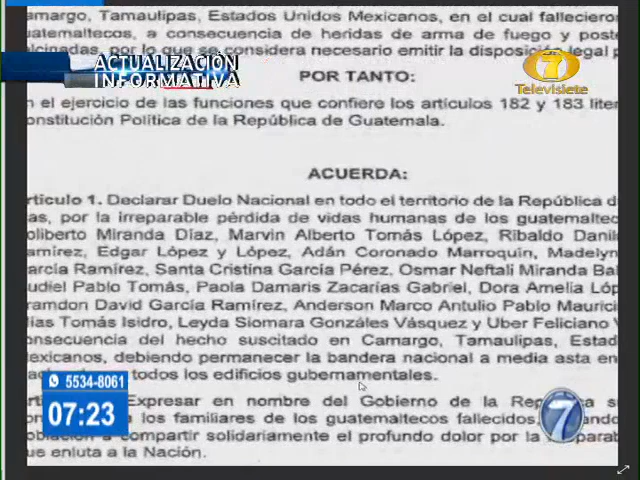 amargo, Tamaulipas, Estados Unidos Mexicanos, en el cual fallecieron
uatemaltecos, a consecuencia de heridas de arma de fuego y poste
lcinadas, por lo que se considera necesario emitir la disposición legal p
ACTUALIZACIÓN
INFORMATIVA
Televisiete
POR TANTO:
n el ejercicio de las funciones que confiere los artículos 182 y 183 liter
onstitución Política de la República de Guatemala.
ACUERDA:
rtículo 1. Declarar Duelo Nacional en todo el territorio de la República d
as, por la irreparable pérdida de vidas humanas de los guatemaltec
oliberto Miranda Díaz, Marvin Alberto Tomás López, Ribaldo Danil
amírez, Edgar López y López, Adán Coronado Marroquín, Madelyn
arcía Ramírez, Santa Cristina García Pérez, Osmar Neftali Miranda Ba
udiel Pablo Tomás, Paola Damaris Zacarías Gabriel, Dora Amelia Lóp
ramdon David García Ramírez, Anderson Marco Antulio Pablo Maurici
ías Tomás Isidro, Leyda Siomara Gonzáles Vásquez y Uber Feliciano V
onsecuencia del hecho suscitado en Camargo, Tamaulipas, Estad
exicanos, debiendo permanecer la bandera nacional a media asta en
todos los edificios gubernamentales.
5534-8061
07:23
Expresar en nombre del Gobierno de la Rep
a los familiares de los guatemaltecos fallecidos
a compartir solidariamente el profundo dolor por la
ue enluta a la Nación.
7